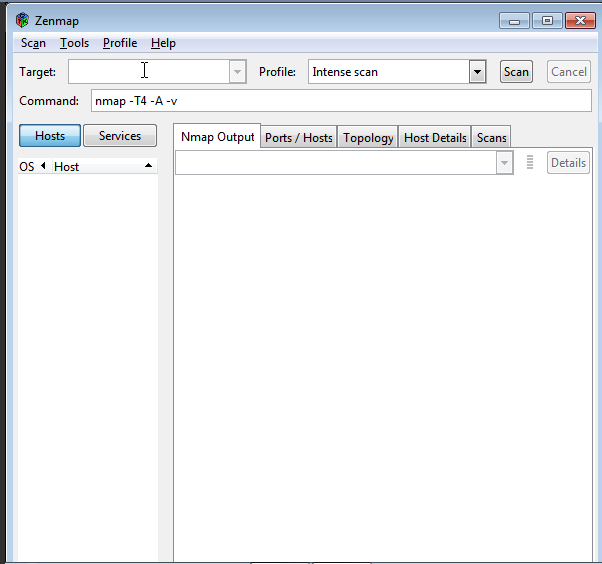 Zenmap
Scan Tools Profile Help
Target: Profile: Intense scan Scan Cancel
Command: nmap -T4 -A -v
Hosts Services Nmap Output Ports / Hosts Topology Host Details Scans
OS Host Details